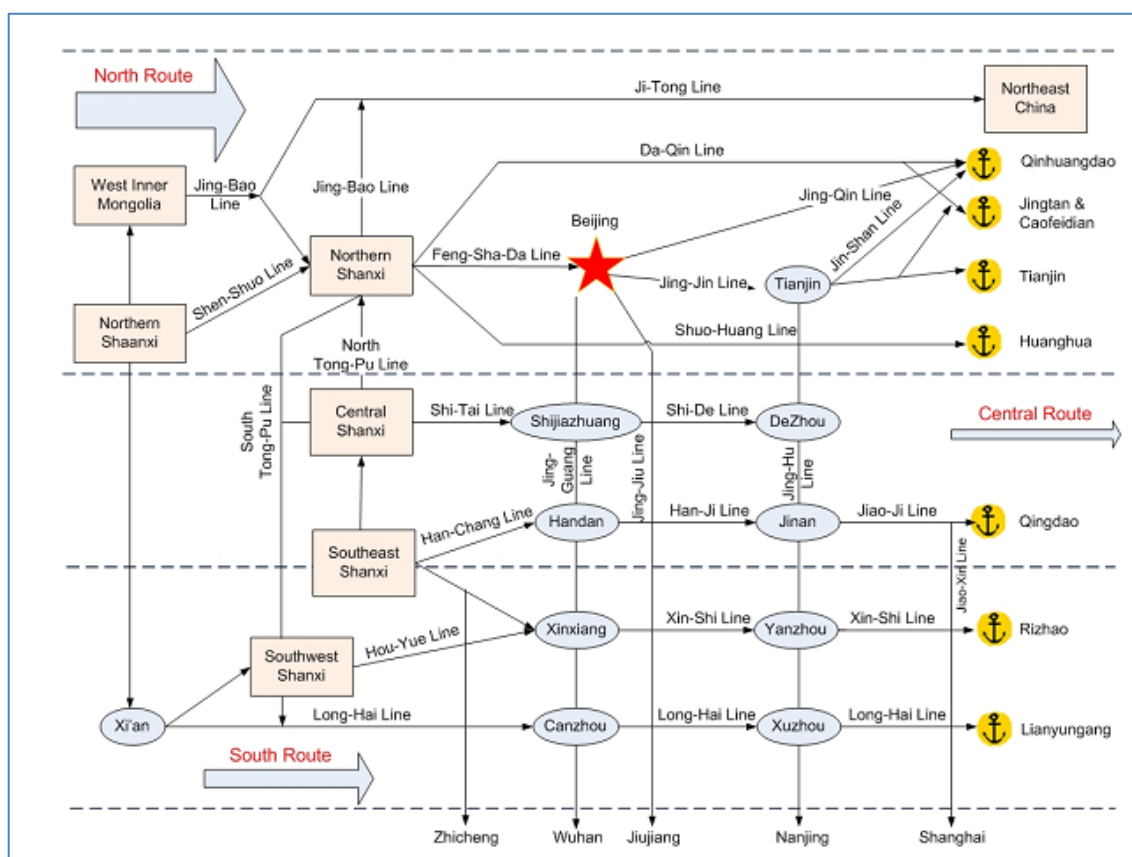 North Route
Ji-Tong Line
Northeast
China
Da-Qin Line
Qinhuangdao
West Inner
Mongolia
Jing-Bao
Line
Jing-Bao Line
Jing-Qin Line
Jingtan &
Caofeidian
Beijing
Jin-Shan Line
Northern
Shanxi
Feng-Sha-Da Line
Jing-Jin Line
Tianjin
Tianjin
Shen-Shuo Line
Northern
Shaanxi
Shuo-Huang Line
Huanghua
North
Tong-Pu Line
South
Tong-Pu Line
Central
Shanxi
Shi-Tai Line
Shijiazhuang
Shi-De Line
DeZhou
Central Route
Jing-
Guang
Line
Jing-Jiu Line
Jing-Hu
Line
Han-Chang Line
Handan
Han-Ji Line
Jinan
Jiao-Ji Line
Qingdao
Southeast
Shanxi
Jiao-Xin Line
Hou-Yue Line
Xinxiang
Xin-Shi Line
Yanzhou
Xin-Shi Line
Rizhao
Southwest
Shanxi
Xi'an
Long-Hai Line
Canzhou
Long-Hai Line
Xuzhou
Long-Hai Line
Lianyungang
South Route
Zhicheng
Wuhan
Jiujiang
Nanjing
Shanghai